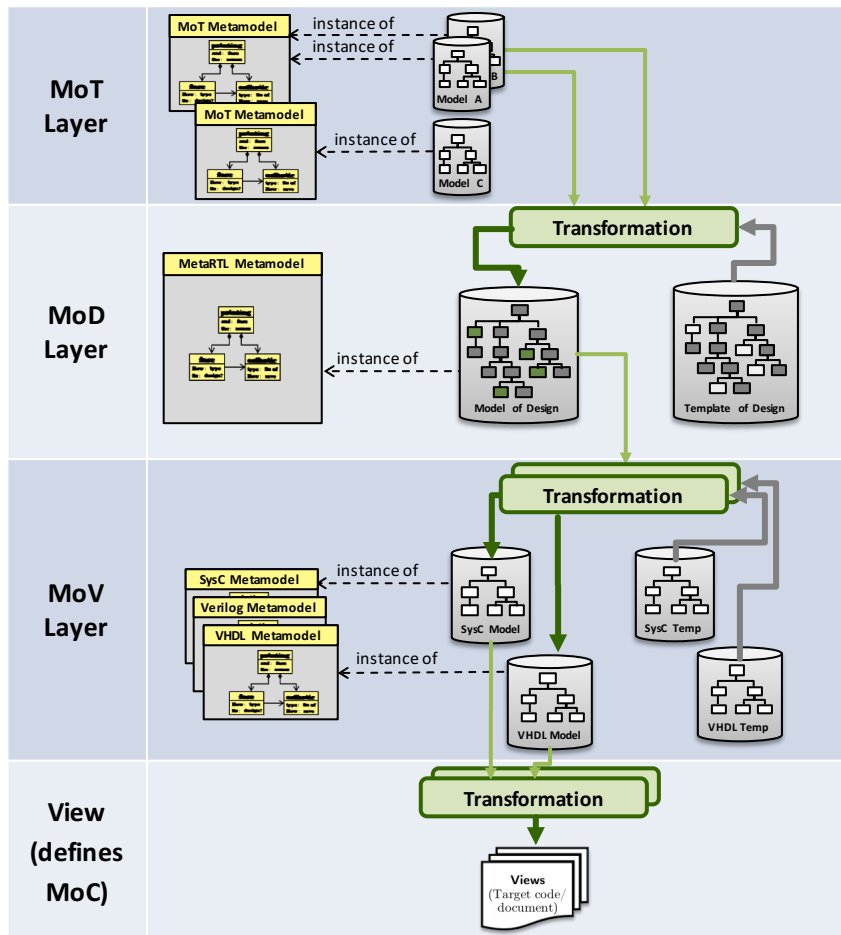 MoT
Layer
MoT Metamodel
instance of
instance of
B
Model A
MoT Metamodel
instance of
Model C
MoD
Layer
Transformation
MetaRTL Metamodel
instance of
Model of Design
Template of Design
MoV
Layer
Transformation
instance of
SysC Metamodel
Verilog Metamodel
VHDL Metamodel
SysC Model
SysC Temp
instance of
VHDL Model
VHDL Temp
View
(defines
MoC)
Transformation
Views
(Target code/
document)